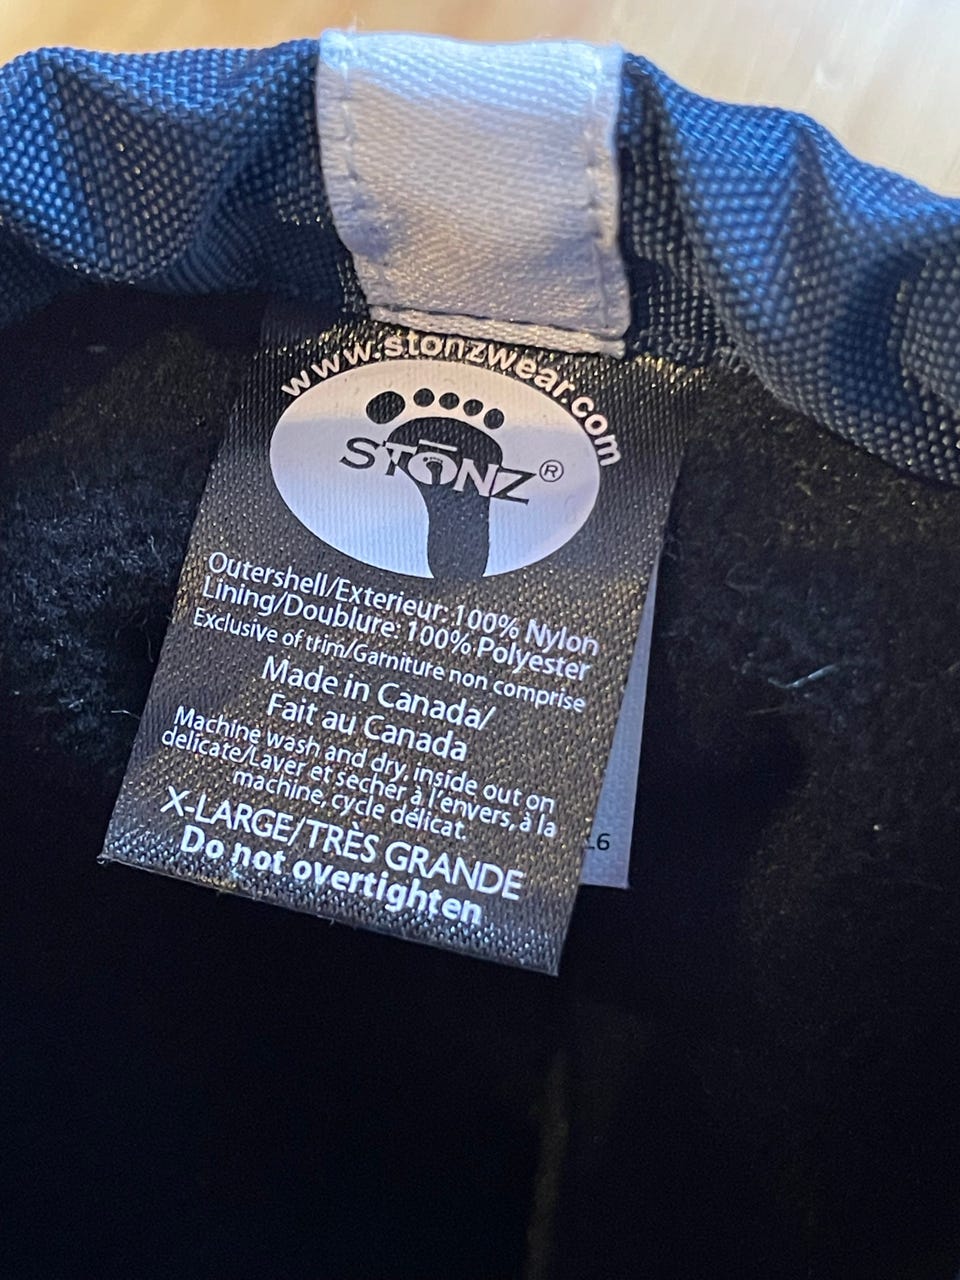 www.stonzwear.com
STŌNZ®
Outershell/Exterieur: 100% Nylon
Lining/Doublure: 100% Polyester
Exclusive of trim/Garniture non comprise
Made in Canada/
Fait au Canada
Machine wash and dry, inside out on
delicate/Laver et sécher à l'envers, à la
machine, cycle délicat.
X-LARGE/TRÈS GRANDE
Do not overtighten